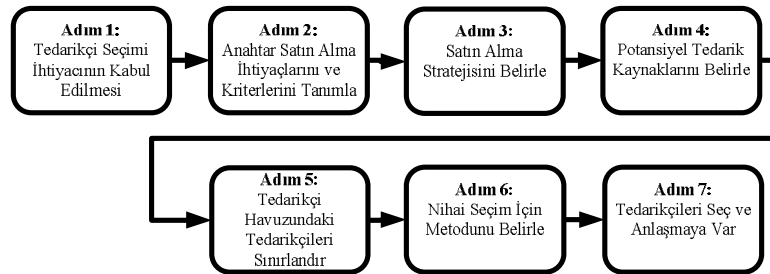 Adım 1:
Tedarikçi Seçimi
İhtiyacının Kabul
Edilmesi
Adım 2:
Anahtar Satın Alma
İhtiyaçlarını ve
Kriterlerini Tanımla
Adım 3:
Satın Alma
Stratejisini Belirle
Adım 4:
Potansiyel Tedarik
Kaynaklarını Belirle
Adım 5:
Tedarikçi
Havuzundaki
Tedarikçileri
Sınırlandır
Adım 6:
Nihai Seçim İçin
Metodunu Belirle
Adım 7:
Tedarikçileri Seç ve
Anlaşmaya Var